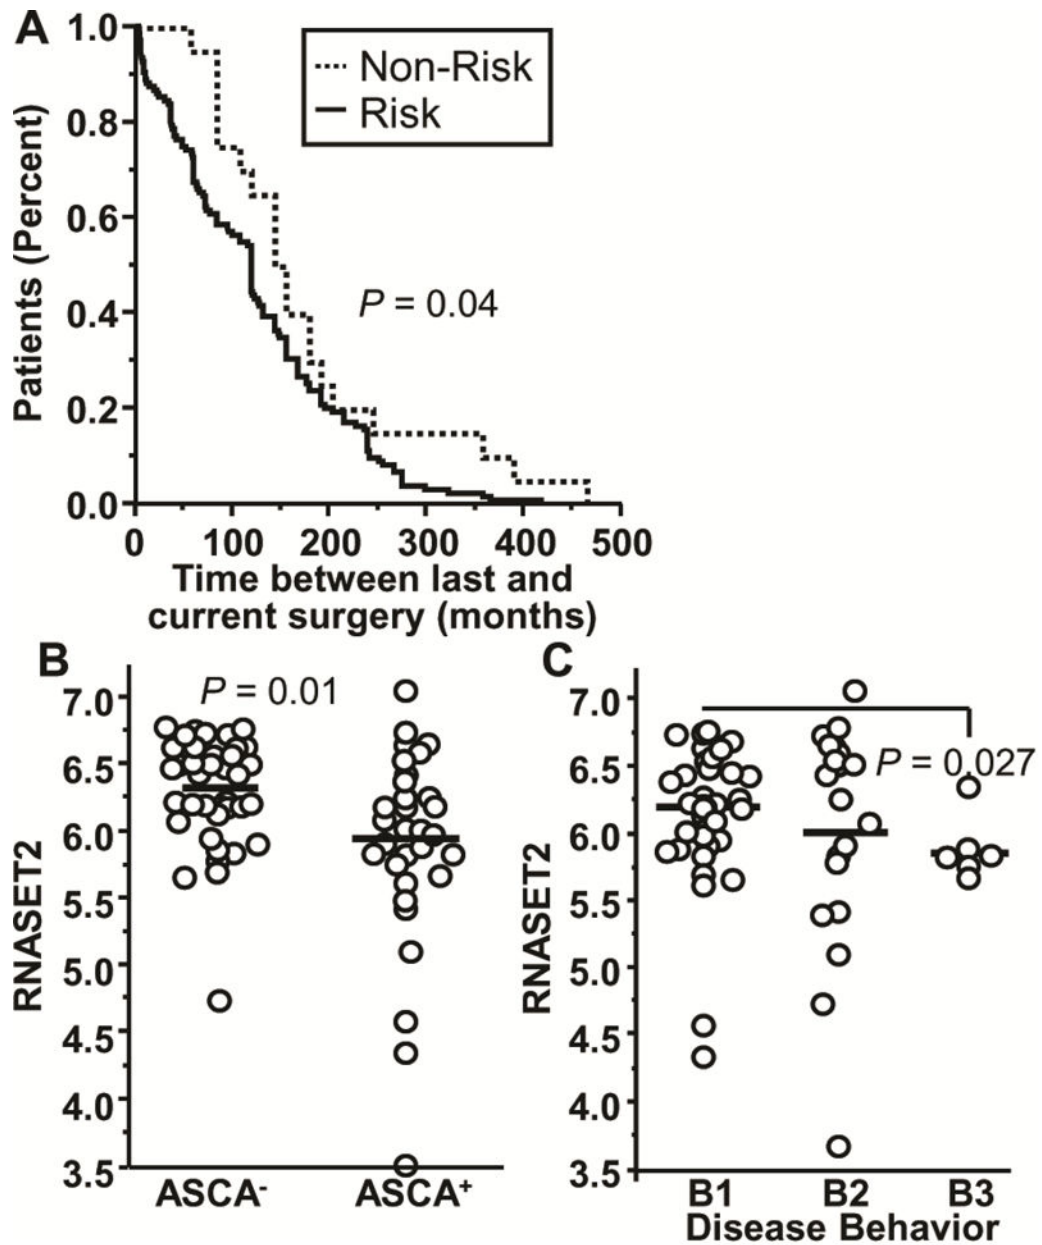 A
Non-Risk
Risk
P = 0.04
Patients (Percent)
1.0
0.8
0.6
0.4
0.2
0.0
0 100 200 300 400 500
Time between last and
current surgery (months)
B
P = 0.01
RNASET2
7.0
6.5
6.0
5.5
5.0
4.5
4.0
3.5
ASCA- ASCA+
C
P = 0.027
RNASET2
7.0
6.5
6.0
5.5
5.0
4.5
4.0
3.5
B1 B2 B3
Disease Behavior